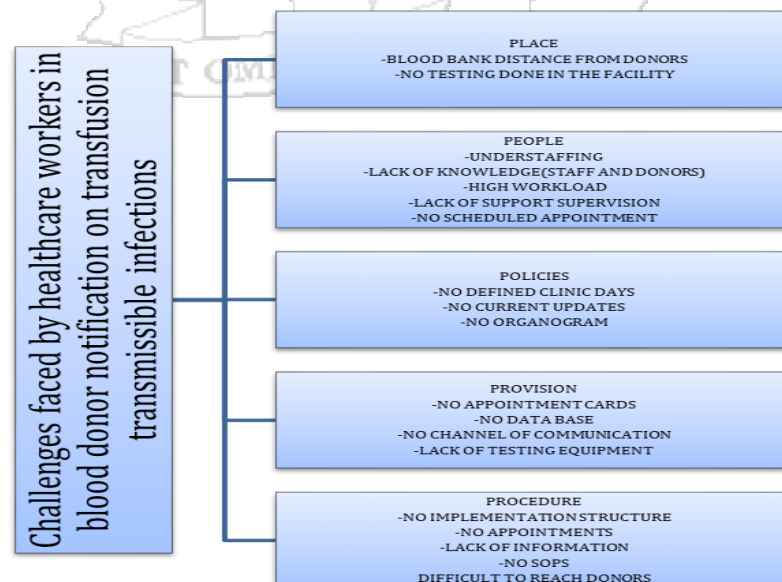 Challenges faced by healthcare workers in
blood donor notification on transfusion
transmissible infections
PLACE
-BLOOD BANK DISTANCE FROM DONORS
-NO TESTING DONE IN THE FACILITY
PEOPLE
-UNDERSTAFFING
-LACK OF KNOWLEDGE(STAFF AND DONORS)
-HIGH WORKLOAD
-LACK OF SUPPORT SUPERVISION
-NO SCHEDULED APPOINTMENT
POLICIES
-NO DEFINED CLINIC DAYS
-NO CURRENT UPDATES
-NO ORGANOGRAM
PROVISION
-NO APPOINTMENT CARDS
-NO DATA BASE
-NO CHANNEL OF COMMUNICATION
-LACK OF TESTING EQUIPMENT
PROCEDURE
-NO IMPLEMENTATION STRUCTURE
-NO APPOINTMENTS
-LACK OF INFORMATION
-NO SOPS
DIFFICULT TO REACH DONORS